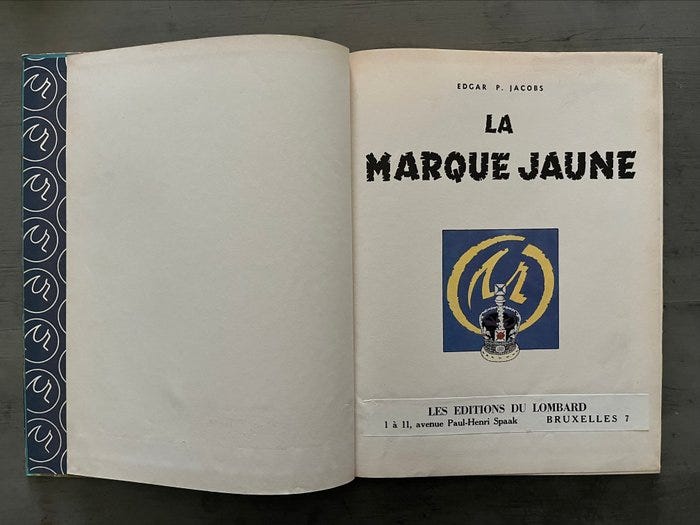 EDGAR P. JACOBS
LA
MARQUE JAUNE
LES EDITIONS DU LOMBARD
1 à 11, avenue Paul-Henri Spaak BRUXELLES 7